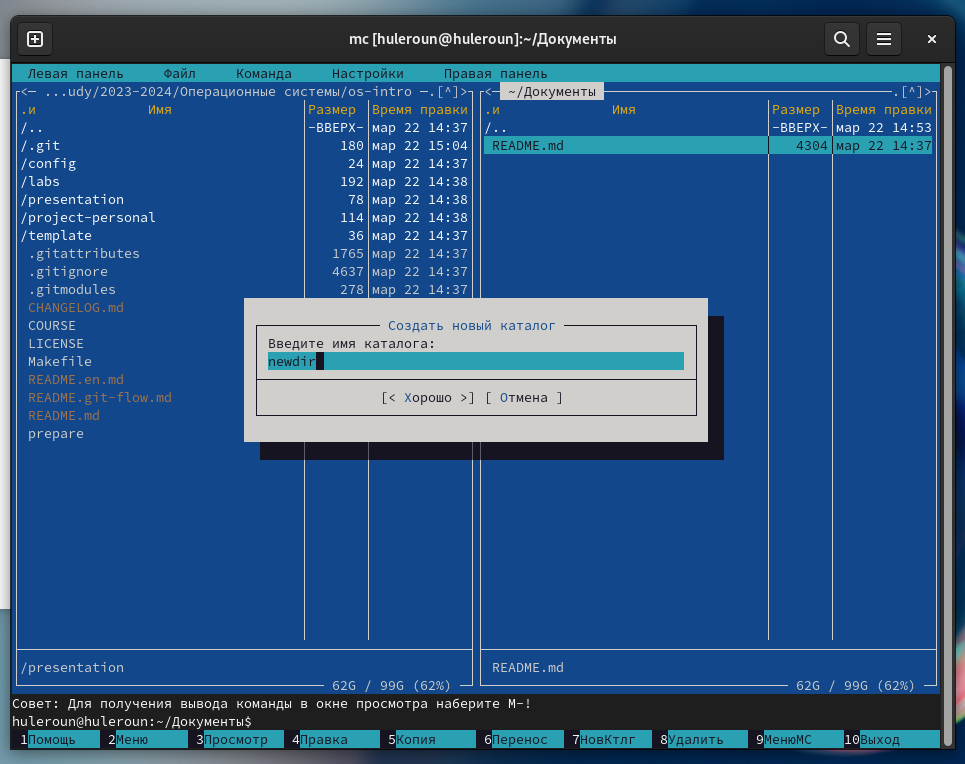 mc [huleroun@huleroun]:~/Документы
Левая панель Файл Команда Настройки Правая панель
<─ ...udy/2023-2024/Операционные системы/os-intro ─.[^]>
.и Имя Размер Время правки
/.. -ВВЕРХ- мар 22 14:37
/.git 180 мар 22 15:04
/config 24 мар 22 14:37
/labs 192 мар 22 14:38
/presentation 78 мар 22 14:38
/project-personal 114 мар 22 14:38
/template 36 мар 22 14:37
.gitattributes 1765 мар 22 14:37
.gitignore 4637 мар 22 14:37
.gitmodules 278 мар 22 14:37
CHANGELOG.md
COURSE
LICENSE
Makefile
README.en.md
README.git-flow.md
README.md
prepare
/presentation
62G / 99G (62%)
<─ ~/Документы .[^]>
.и Имя Размер Время правки
/.. -ВВЕРХ- мар 22 14:53
README.md 4304 мар 22 14:37
README.md
62G / 99G (62%)
Создать новый каталог
Введите имя каталога:
newdir
[< Хорошо >] [ Отмена ]
Совет: Для получения вывода команды в окне просмотра наберите M-!
huleroun@huleroun:~/Документы$
1Помощь 2Меню 3Просмотр 4Правка 5Копия 6Перенос 7НовКтлг 8Удалить 9МенюMC 10Выход